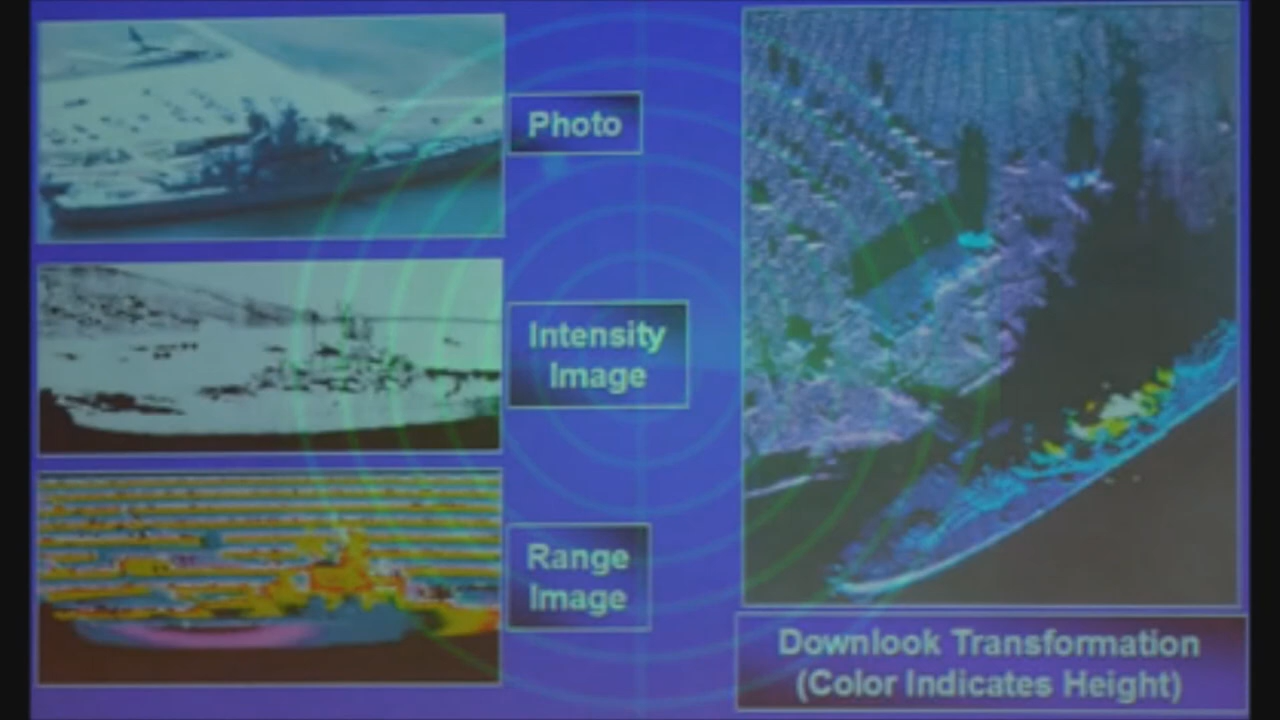 Photo
Intensity
Image
Range
Image
Downlook Transformation
(Color Indicates Height)